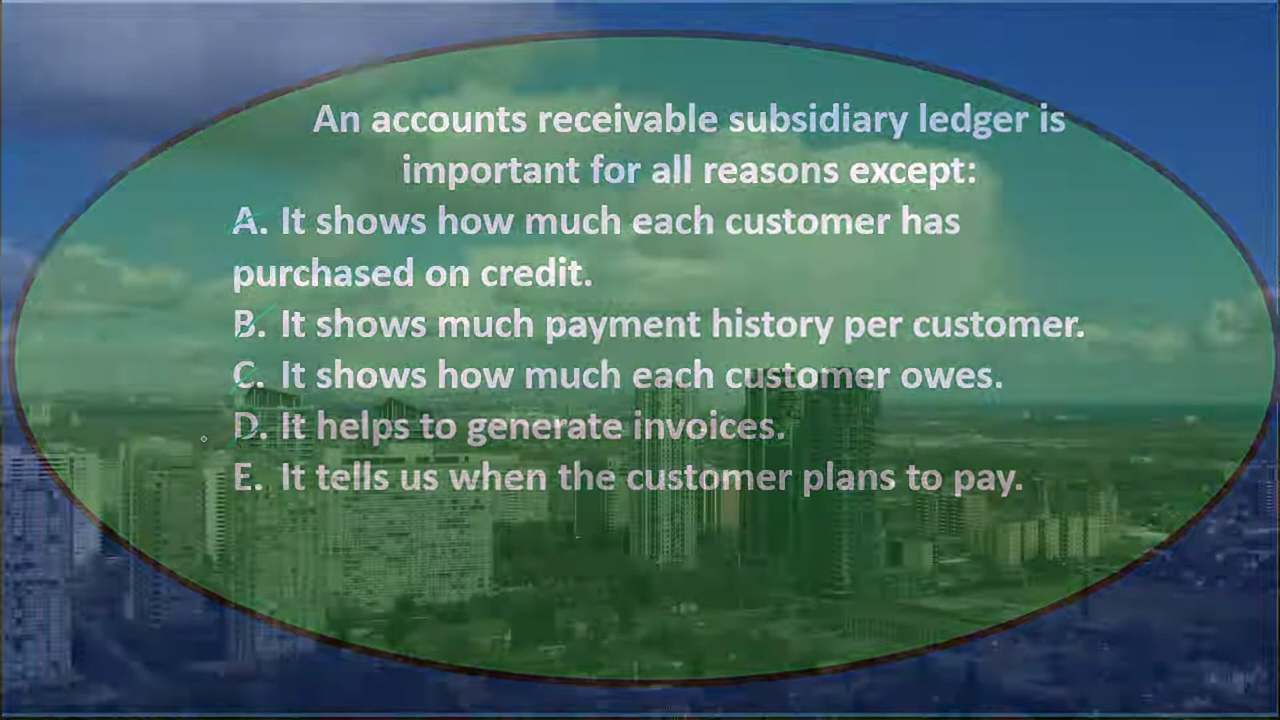 An accounts receivable subsidiary ledger is
important for all reasons except:
A. It shows how much each customer has
purchased on credit.
B. It shows much payment history per customer.
C. It shows how much each customer owes.
D. It helps to generate invoices.
E. It tells us when the customer plans to pay.